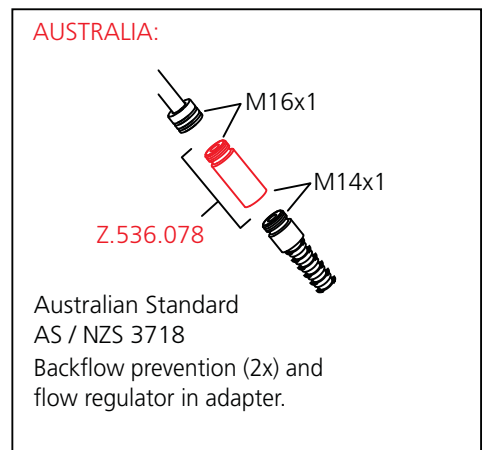 AUSTRALIA:
M16x1
M14x1
Z.536.078
Australian Standard
AS / NZS 3718
Backflow prevention (2x) and
flow regulator in adapter.